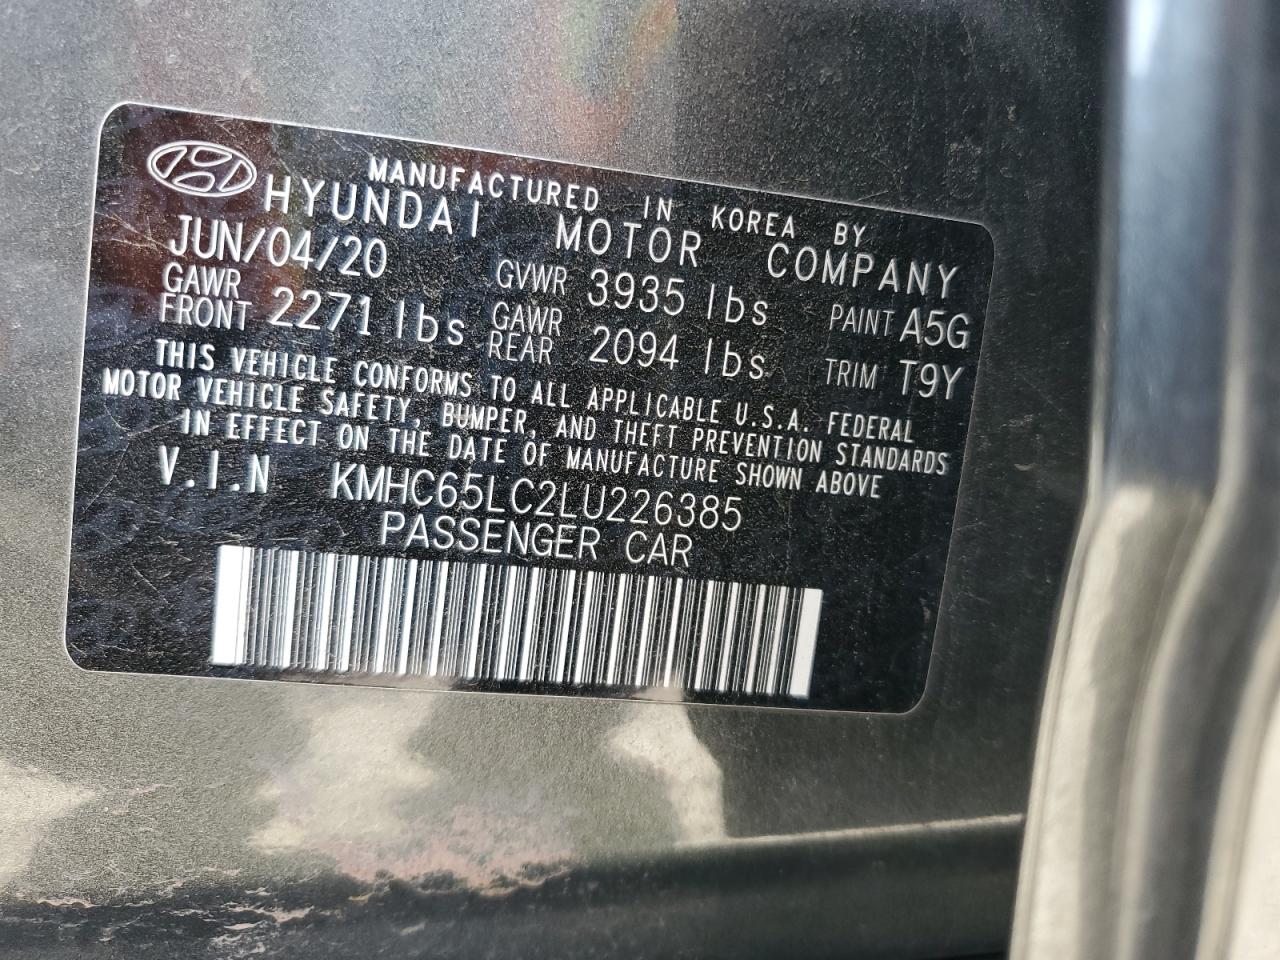 MANUFACTURED IN KOREA BY
HYUNDAI MOTOR COMPANY
JUN/04/20 GVWR 3935 lbs PAINT A5G
GAWR FRONT 2271 lbs GAWR REAR 2094 lbs TRIM T9Y
THIS VEHICLE CONFORMS TO ALL APPLICABLE U.S.A. FEDERAL
MOTOR VEHICLE SAFETY, BUMPER, AND THEFT PREVENTION STANDARDS
IN EFFECT ON THE DATE OF MANUFACTURE SHOWN ABOVE
V.I.N KMHC65LC2LU226385
PASSENGER CAR